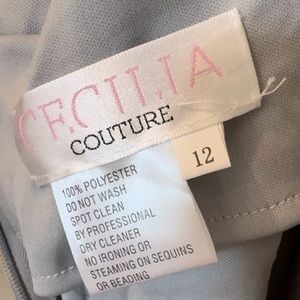 CECILIA
COUTURE
12
100% POLYESTER
DO NOT WASH
SPOT CLEAN
BY PROFESSIONAL
DRY CLEANER
NO IRONING OR
STEAMING ON SEQUINS
OR BEADING